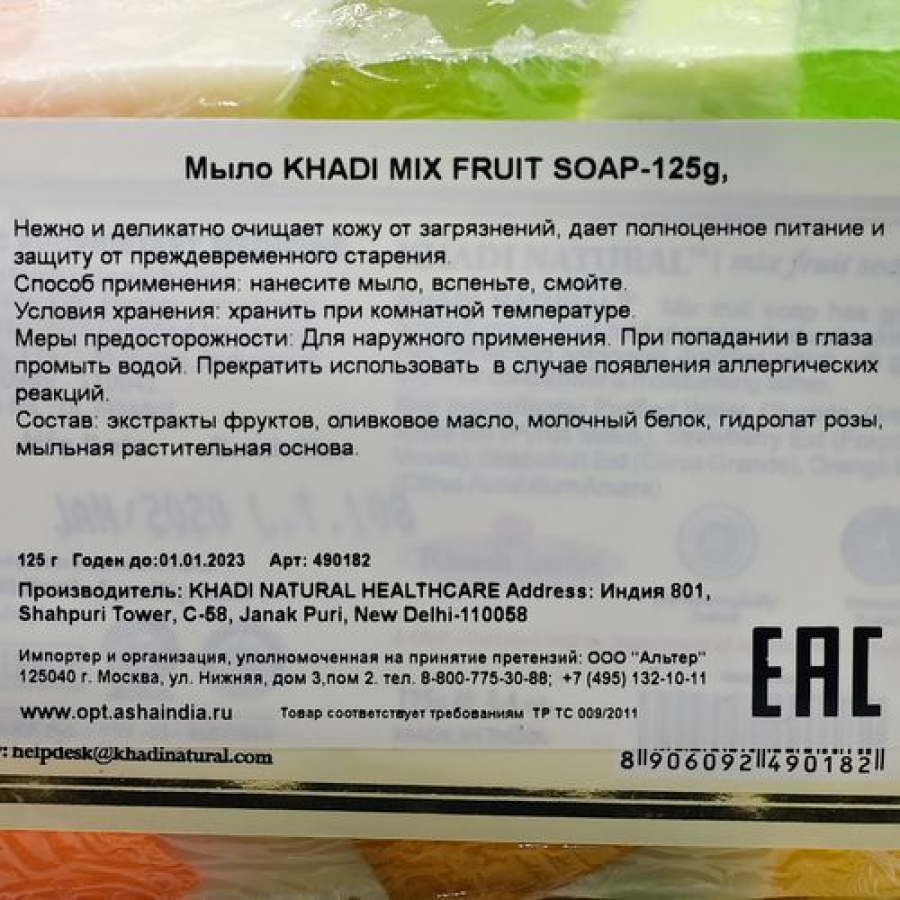 Мыло KHADI MIX FRUIT SOAP-125g,
Нежно и деликатно очищает кожу от загрязнений, дает полноценное питание и
защиту от преждевременного старения.
Способ применения: нанесите мыло, вспеньте, смойте.
Условия хранения: хранить при комнатной температуре.
Меры предосторожности: Для наружного применения. При попадании в глаза
промыть водой. Прекратить использовать в случае появления аллергических
реакций.
Состав: экстракты фруктов, оливковое масло, молочный белок, гидролат розы,
мыльная растительная основа.
125 г Годен до:01.01.2023 Арт: 490182
Производитель: KHADI NATURAL HEALTHCARE Address: Индия 801,
Shahpuri Tower, C-58, Janak Puri, New Delhi-110058
Импортер и организация, уполномоченная на принятие претензий: ООО "Альтер"
125040 г. Москва, ул. Нижняя, дом 3,пом 2. тел. 8-800-775-30-88; +7 (495) 132-10-11
EAC
www.opt.ashaindia.ru Товар соответствует требованиям ТР ТС 009/2011
helpdesk@khadinatural.com
8 906092 490182